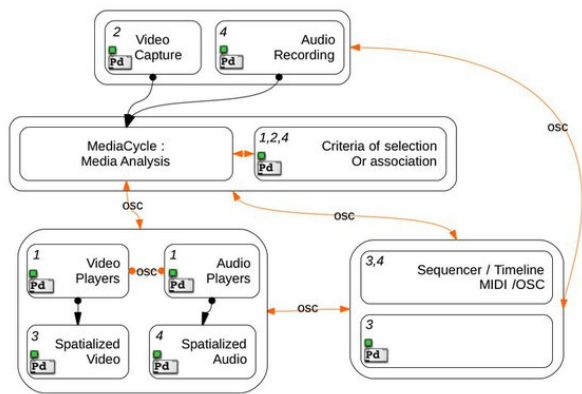 2
Video
Capture
Pd
4
Audio
Recording
Pd
osc
MediaCycle :
Media Analysis
1,2,4
Criteria of selection
Or association
Pd
osc
osc
1
Video
Players
Pd
osc
1
Audio
Players
Pd
3
Spatialized
Video
Pd
4
Spatialized
Audio
Pd
osc
3,4
Sequencer / Timeline
MIDI /OSC
3
Pd